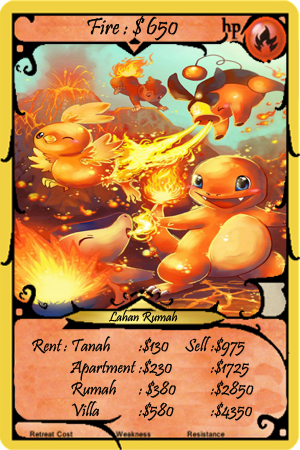 Fire : $ 650
hp
Lahan Rumah
Rent : Tanah :$130 Sell :$975
Apartment :$230 :$1725
Rumah : $380 :$2850
Villa :$580 :$4350
Retreat Cost Weakness Resistance